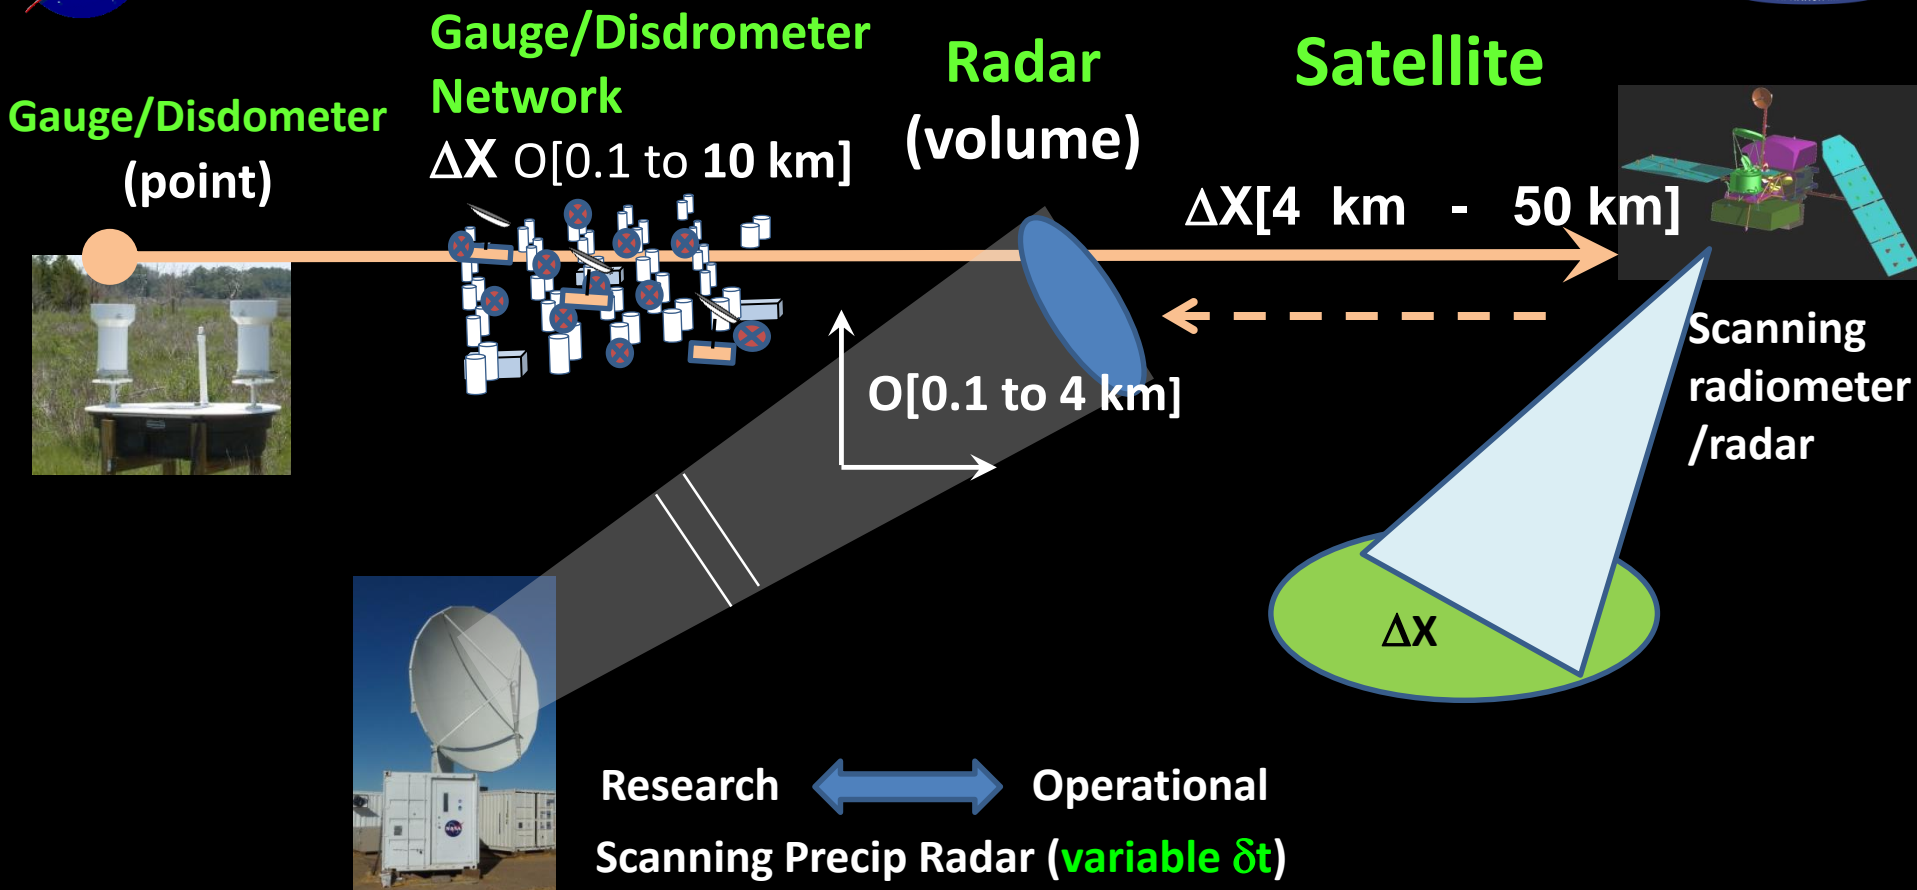 Gauge/Disdometer
(point)
Gauge/Disdrometer
Network
ΔX O[0.1 to 10 km]
Radar
(volume)
Satellite
ΔX[4 km - 50 km]
O[0.1 to 4 km]
Scanning
radiometer
/radar
ΔX
NASA
Research
Operational
Scanning Precip Radar (variable δt)